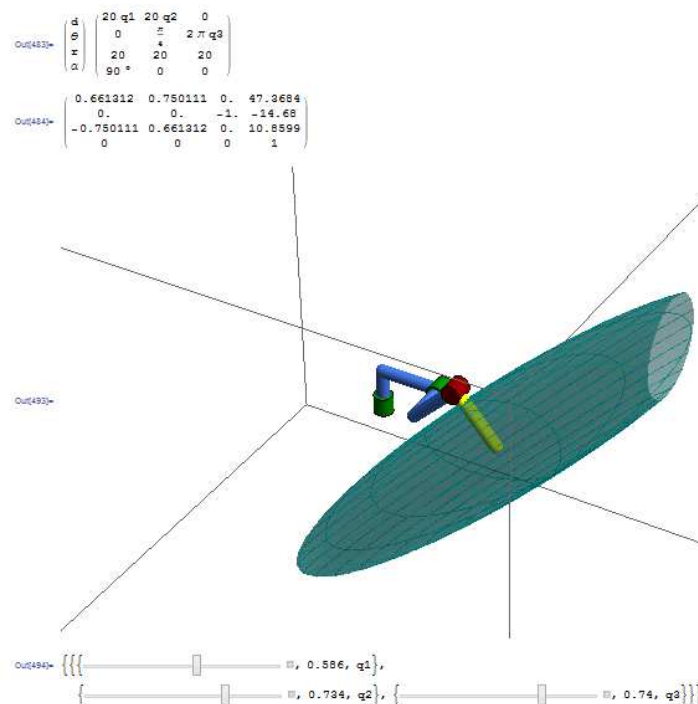 Out[483]=
d 20 q1 20 q2 0
θ 0 π/4 2 π q3
r 20 20 20
α 90 ° 0 0
Out[484]=
0.661312 0.750111 0. 47.3684
0. 0. -1. -14.68
-0.750111 0.661312 0. 10.8599
0 0 0 1
Out[493]=
Out[494]= {{{ , 0.586, q1},
{ , 0.734, q2}, { , 0.74, q3}}}